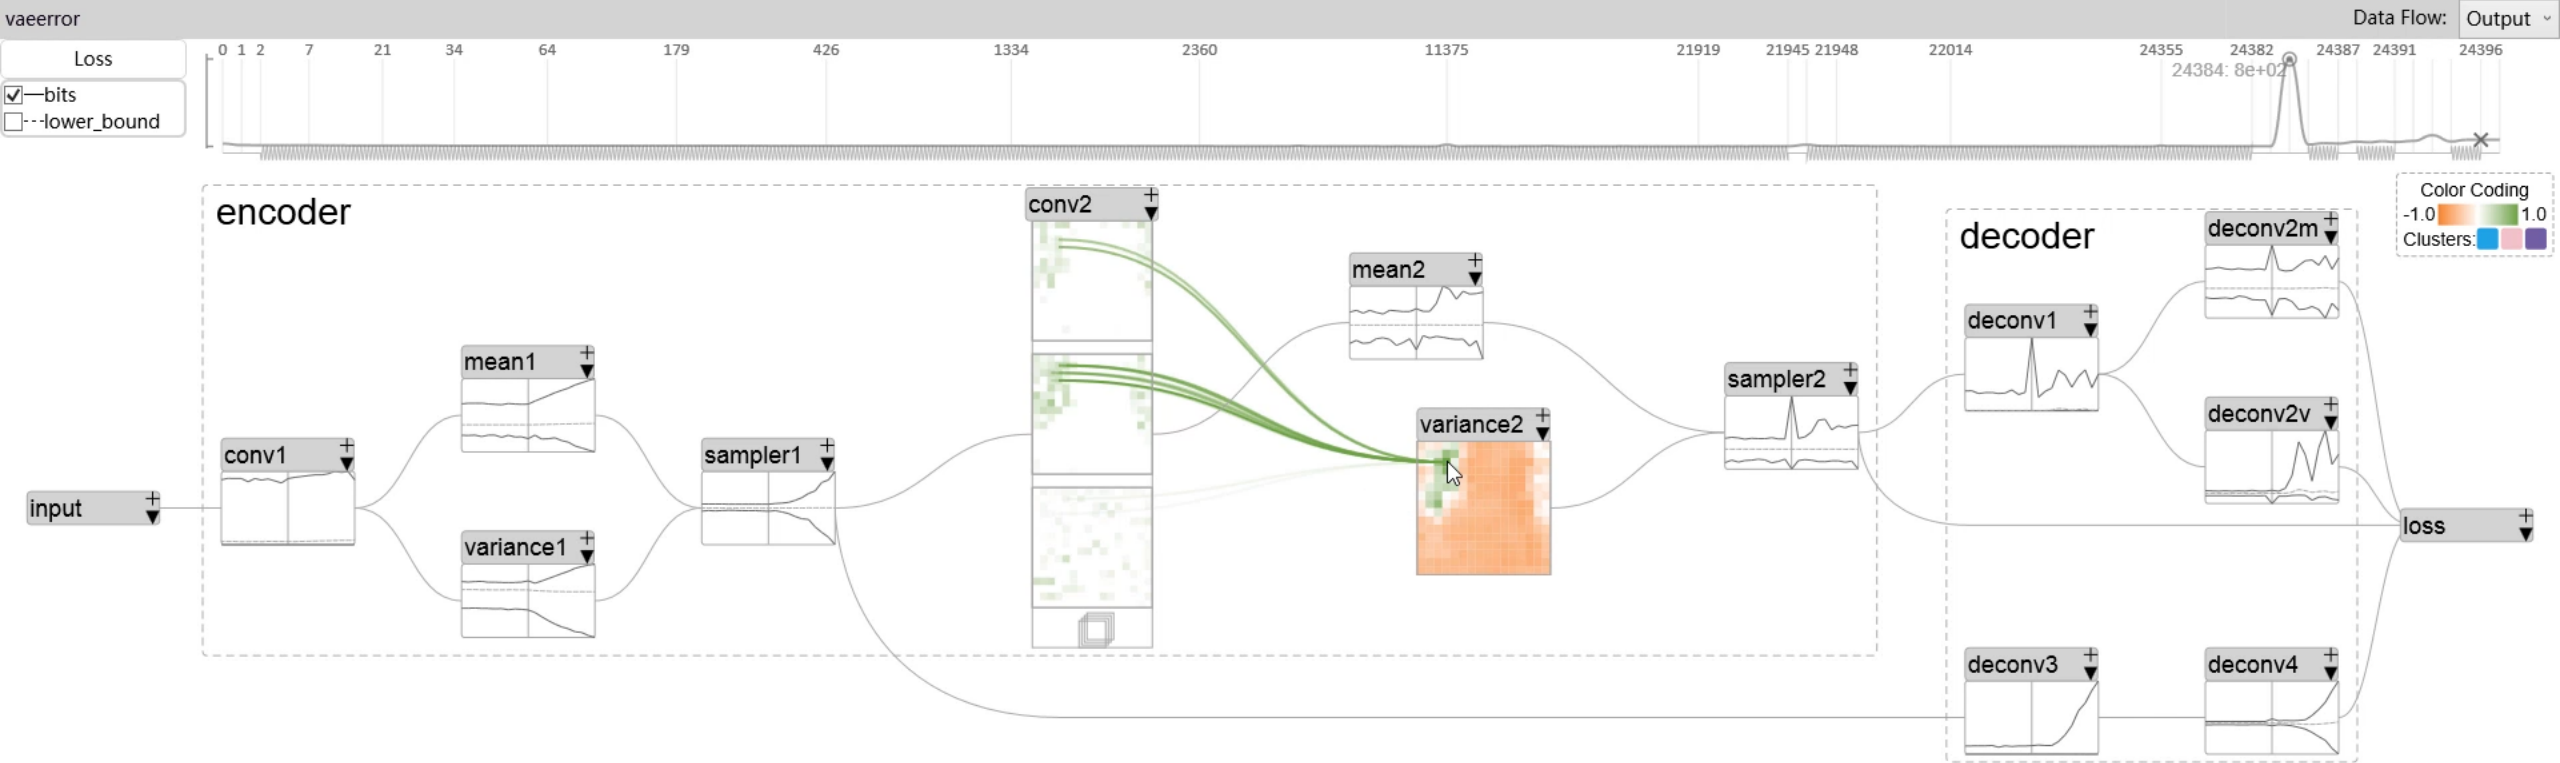 vaeerror
Data Flow: Output
Loss
0 1 2 7 21 34 64 179 426 1334 2360 11375 21919 21945 21948 22014 24355 24382 24387 24391 24396
24384: 8e+02
bits
lower_bound
Color Coding
-1.0 1.0
Clusters:
encoder
conv2
decoder
deconv2m
mean2
deconv1
mean1
sampler2
deconv2v
variance2
conv1
sampler1
input
loss
variance1
deconv3
deconv4